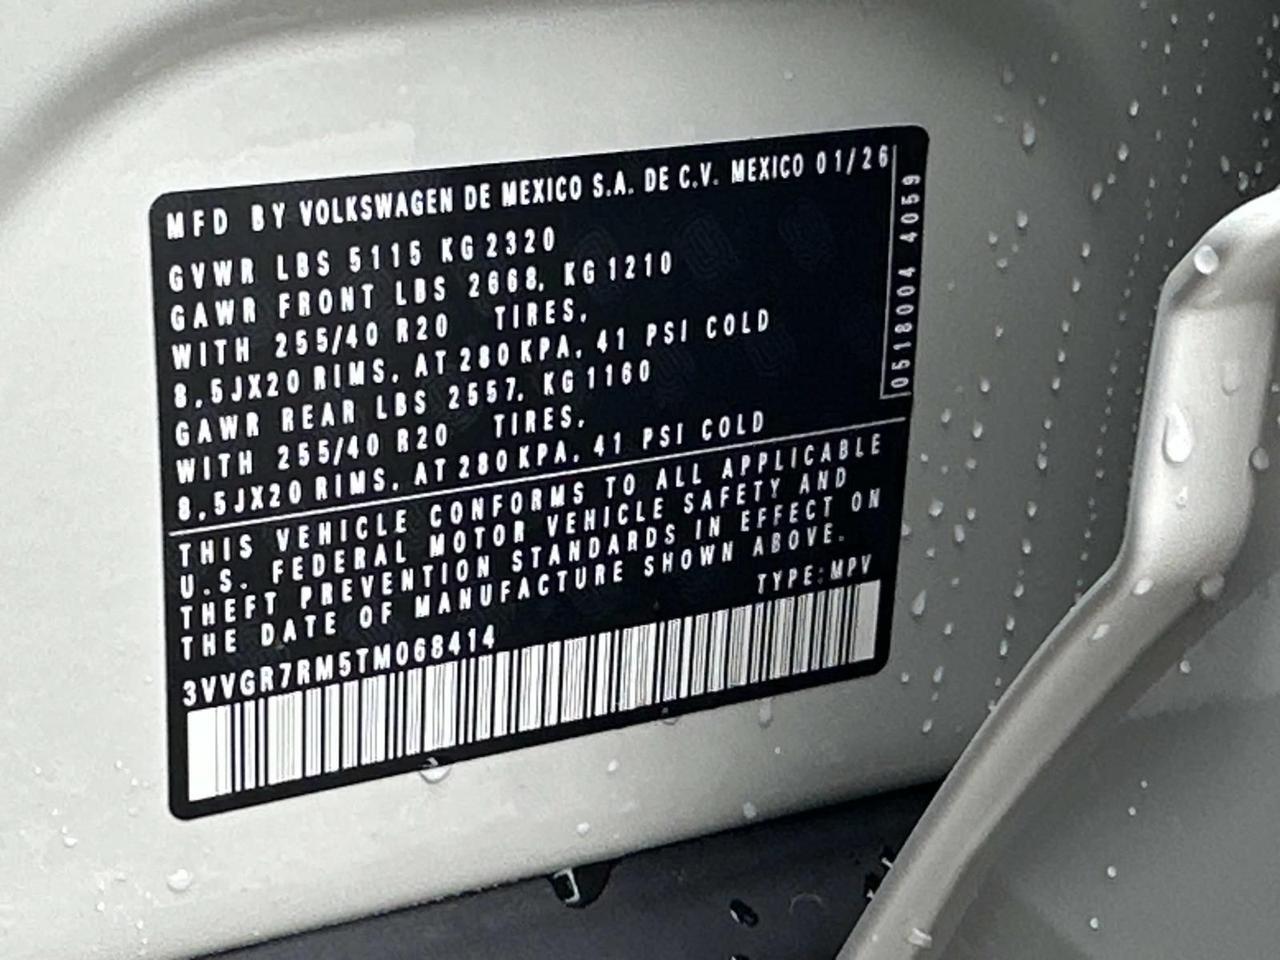 MFD BY VOLKSWAGEN DE MEXICO S.A. DE C.V. MEXICO 01/26
GVWR LBS 5115 KG 2320
GAWR FRONT LBS 2668, KG 1210
WITH 255/40 R20 TIRES,
8,5JX20 RIMS, AT 280 KPA, 41 PSI COLD
GAWR REAR LBS 2557, KG 1160
WITH 255/40 R20 TIRES,
8,5JX20 RIMS, AT 280 KPA, 41 PSI COLD
0518004 4059
THIS VEHICLE CONFORMS TO ALL APPLICABLE
U.S. FEDERAL MOTOR VEHICLE SAFETY AND
THEFT PREVENTION STANDARDS IN EFFECT ON
THE DATE OF MANUFACTURE SHOWN ABOVE.
TYPE:MPV
3VVGR7RM5TM068414